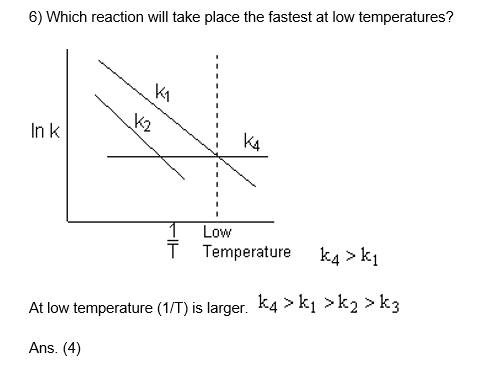 6) Which reaction will take place the fastest at low temperatures?
k1
k2
ln k
k4
1
T
Low
Temperature
k4 > k1
At low temperature (1/T) is larger. k4 > k1 > k2 > k3
Ans. (4)